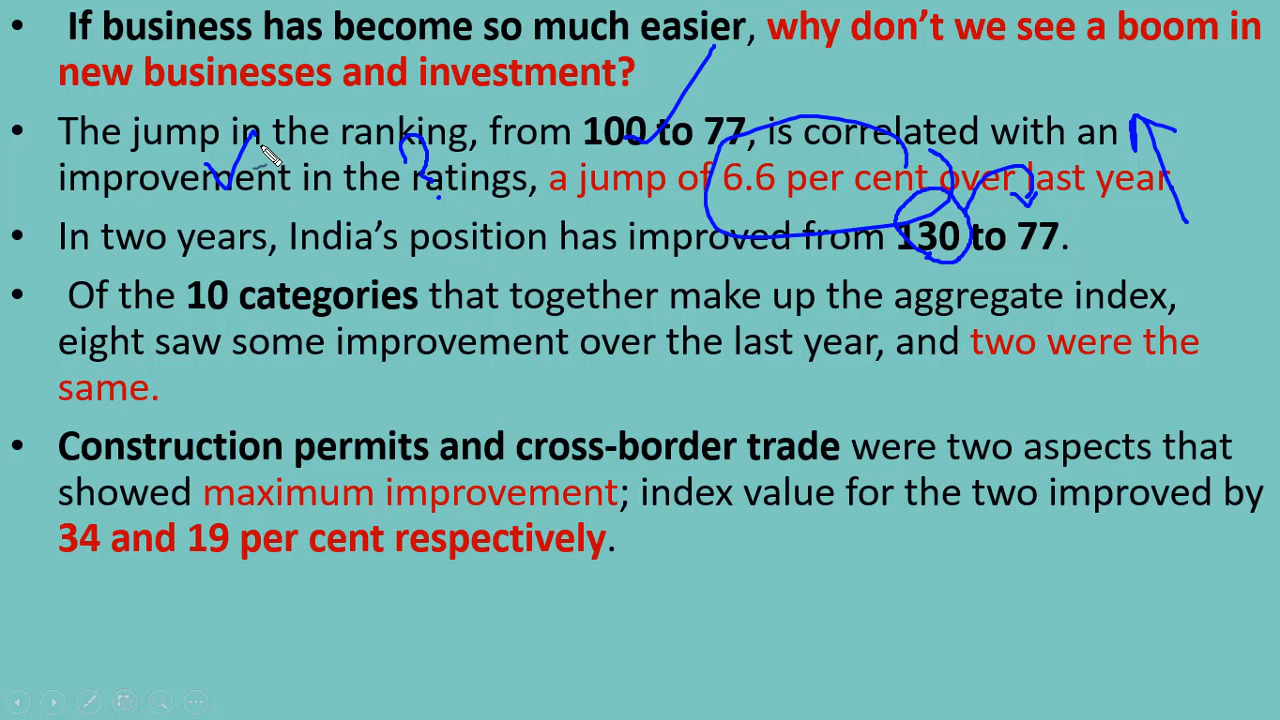 • If business has become so much easier, why don't we see a boom in
new businesses and investment?
• The jump in the ranking, from 100 to 77, is correlated with an
improvement in the ratings, a jump of 6.6 per cent over last year.
• In two years, India's position has improved from 130 to 77.
• Of the 10 categories that together make up the aggregate index,
eight saw some improvement over the last year, and two were the
same.
• Construction permits and cross-border trade were two aspects that
showed maximum improvement; index value for the two improved by
34 and 19 per cent respectively.